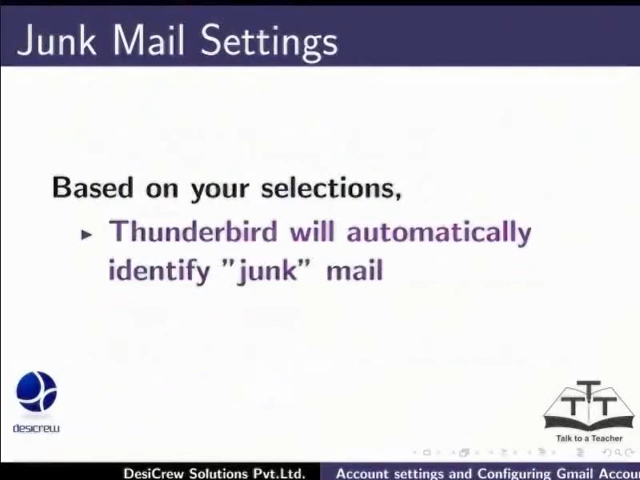 Junk Mail Settings
Based on your selections,
Thunderbird will automatically
identify "junk" mail
desicrew
TTT
Talk to a Teacher
DesiCrew Solutions Pvt.Ltd.
Account settings and Configuring Gmail Accou